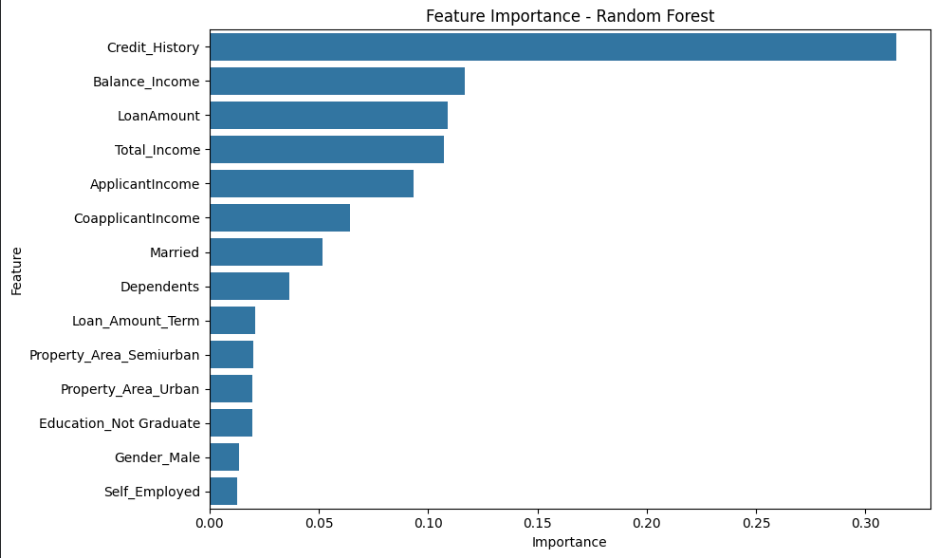 Feature Importance - Random Forest
Feature
Credit_History
Balance_Income
LoanAmount
Total_Income
ApplicantIncome
CoapplicantIncome
Married
Dependents
Loan_Amount_Term
Property_Area_Semiurban
Property_Area_Urban
Education_Not Graduate
Gender_Male
Self_Employed
0.00 0.05 0.10 0.15 0.20 0.25 0.30
Importance